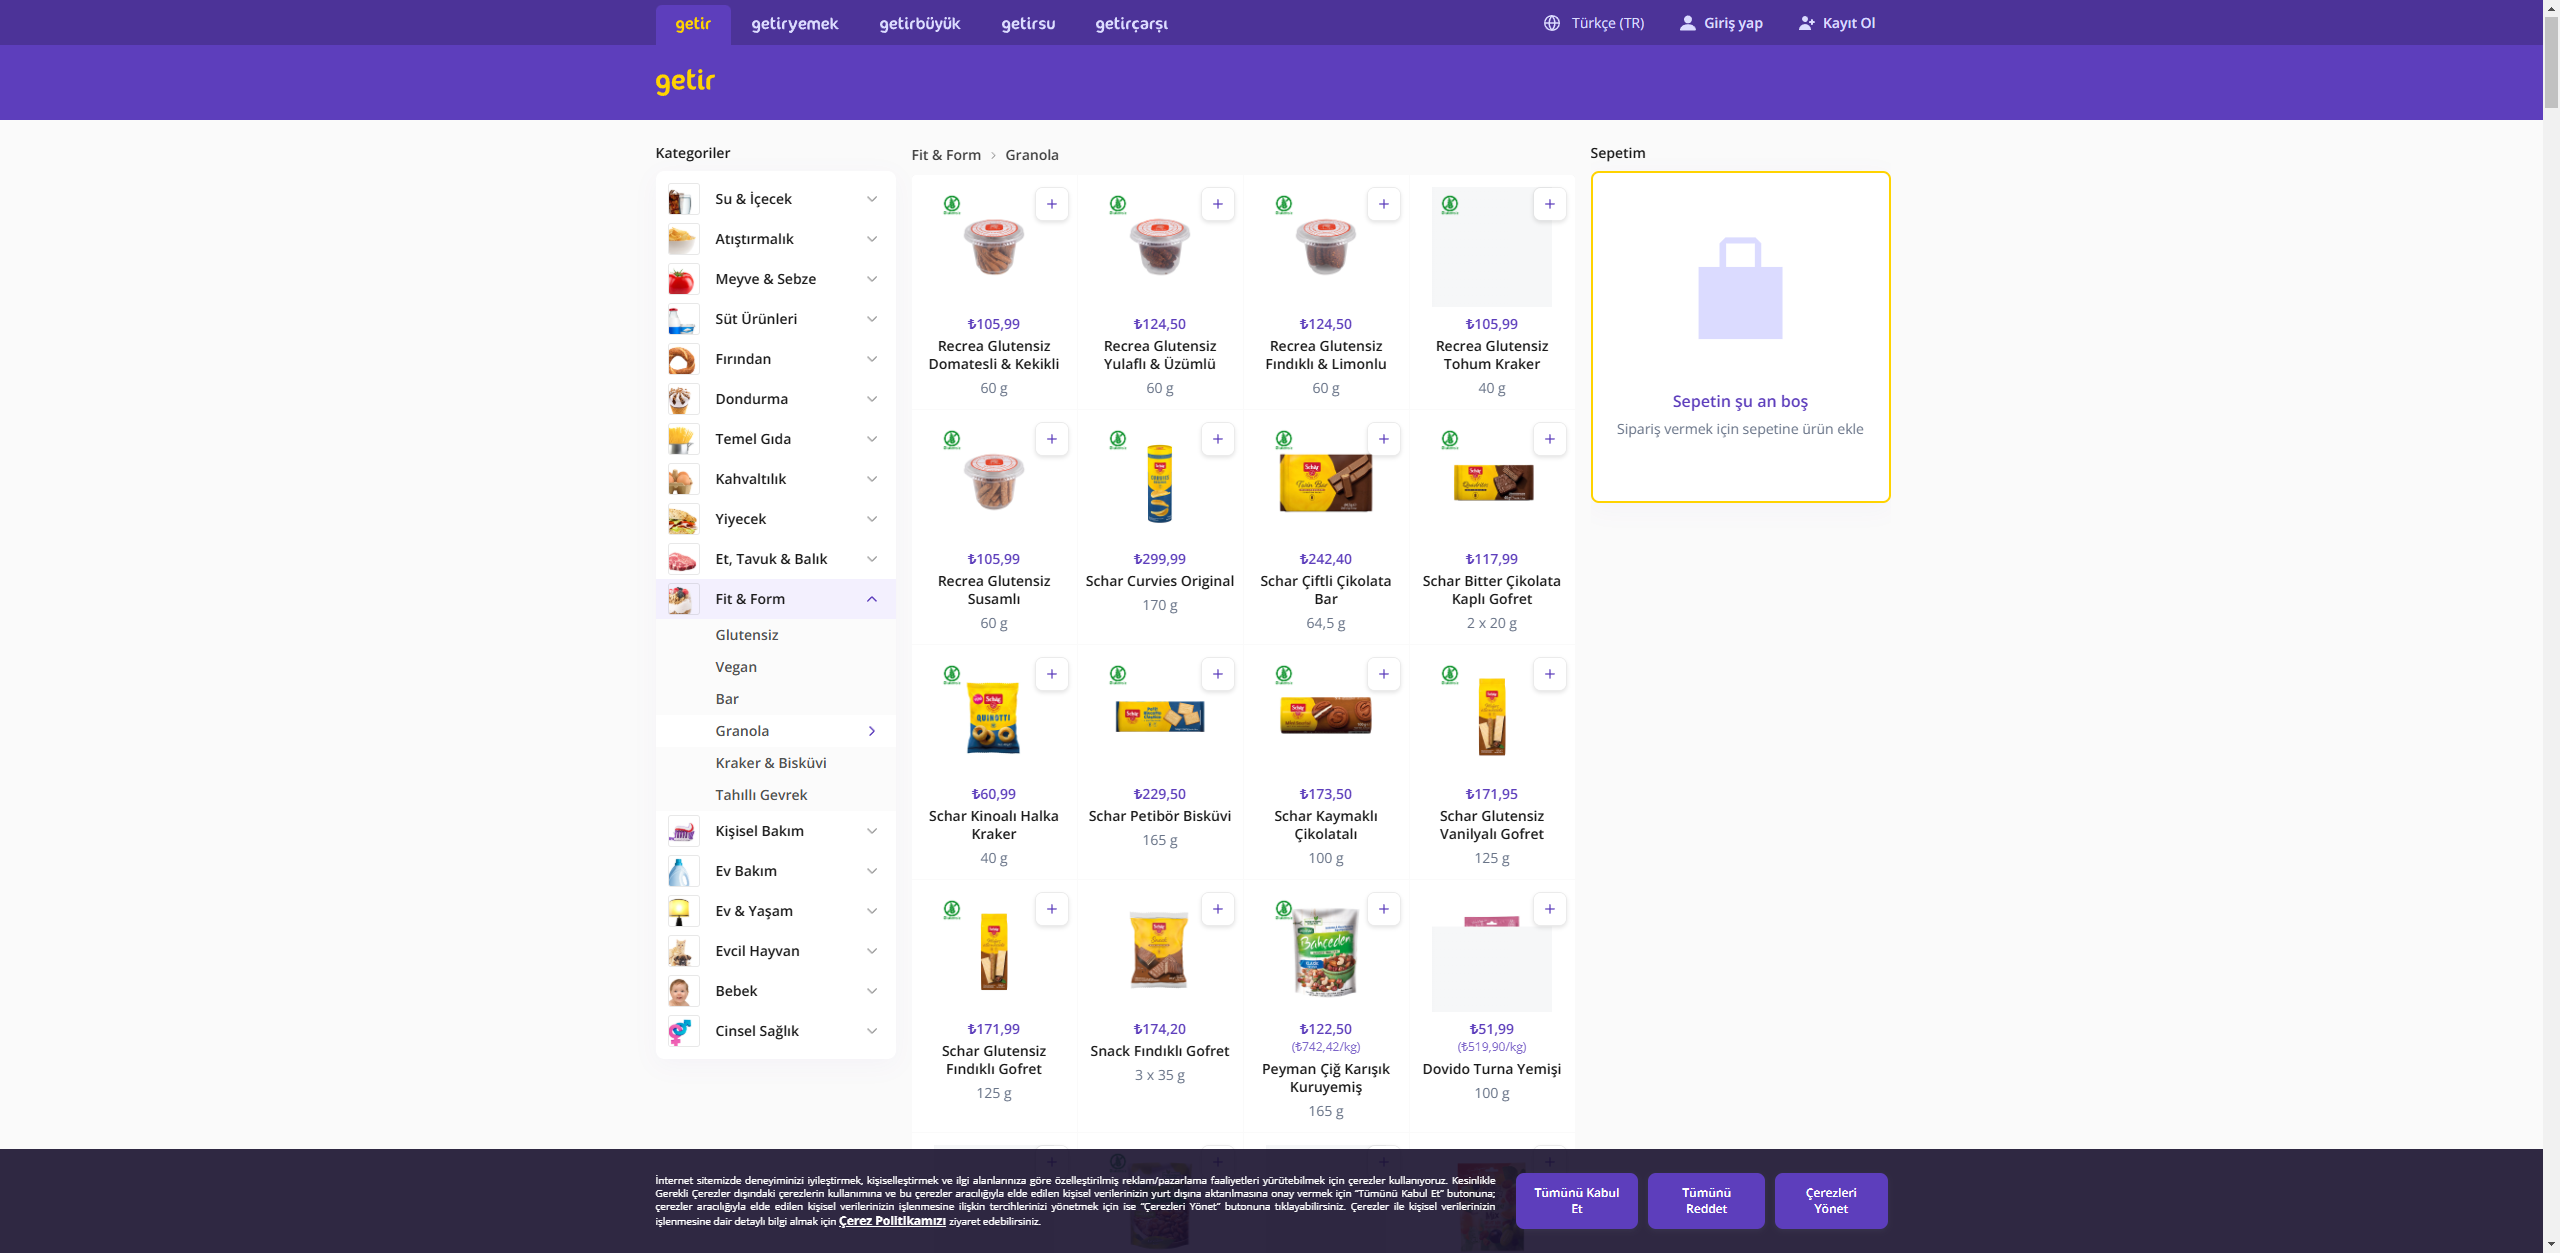 getir
getiryemek
getirbüyük
getirsu
getirçarşı
Türkçe (TR)
Giriş yap
Kayıt Ol
getir
Kategoriler
Su & İçecek
Atıştırmalık
Meyve & Sebze
Süt Ürünleri
Fırından
Dondurma
Temel Gıda
Kahvaltılık
Yiyecek
Et, Tavuk & Balık
Fit & Form
Glutensiz
Vegan
Bar
Granola
Kraker & Bisküvi
Tahıllı Gevrek
Kişisel Bakım
Ev Bakım
Ev & Yaşam
Evcil Hayvan
Bebek
Cinsel Sağlık
Fit & Form
Granola
₺105,99
Recrea Glutensiz
Domatesli & Kekikli
60 g
₺124,50
Recrea Glutensiz
Yulaflı & Üzümlü
60 g
₺124,50
Recrea Glutensiz
Fındıklı & Limonlu
60 g
₺105,99
Recrea Glutensiz
Tohum Kraker
40 g
₺105,99
Recrea Glutensiz
Susamlı
60 g
₺299,99
Schar Curvies Original
170 g
₺242,40
Schar Çiftli Çikolata
Bar
64,5 g
₺117,99
Schar Bitter Çikolata
Kaplı Gofret
2 x 20 g
₺60,99
Schar Kinoalı Halka
Kraker
40 g
₺229,50
Schar Petibör Bisküvi
165 g
₺173,50
Schar Kaymaklı
Çikolatalı
100 g
₺171,95
Schar Glutensiz
Vanilyalı Gofret
125 g
₺171,99
Schar Glutensiz
Fındıklı Gofret
125 g
₺174,20
Snack Fındıklı Gofret
3 x 35 g
₺122,50
(₺742,42/kg)
Peyman Çiğ Karışık
Kuruyemiş
165 g
₺51,99
(₺519,90/kg)
Dovido Turna Yemişi
100 g
Sepetim
Sepetin şu an boş
Sipariş vermek için sepetine ürün ekle
İnternet sitemizde deneyiminizi iyileştirmek, kişiselleştirmek ve ilgi alanlarınıza göre özelleştirilmiş reklam/pazarlama faaliyetleri yürütebilmek için çerezler kullanıyoruz. Kesinlikle
Gerekli Çerezler dışındaki çerezlerin kullanımına ve bu çerezler aracılığıyla elde edilen kişisel verilerinizin yurt dışına aktarılmasına onay vermek için “Tümünü Kabul Et” butonuna;
çerezler aracılığıyla elde edilen kişisel verilerinizin işlenmesine ilişkin tercihlerinizi yönetmek için ise “Çerezleri Yönet” butonuna tıklayabilirsiniz. Çerezler ile kişisel verilerinizin
işlenmesine dair detaylı bilgi almak için Çerez Politikamızı ziyaret edebilirsiniz.
Tümünü Kabul
Et
Tümünü
Reddet
Çerezleri
Yönet